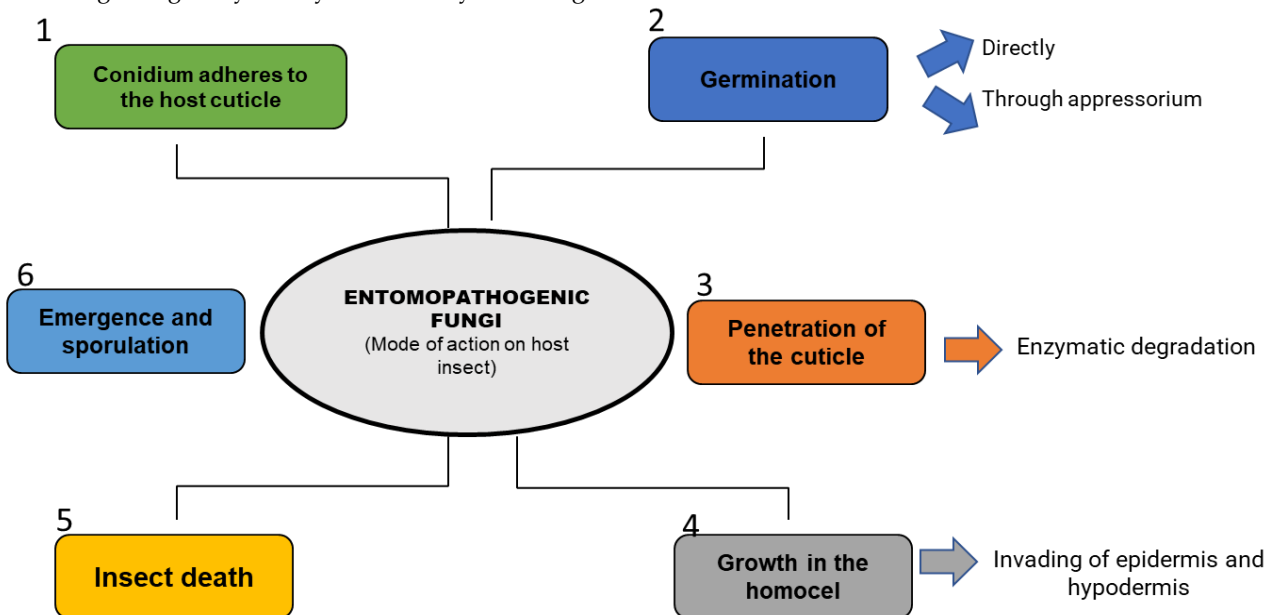 1
Conidium adheres to
the host cuticle
2
Germination
Directly
Through appressorium
6
Emergence and
sporulation
ENTOMOPATHOGENIC
FUNGI
(Mode of action on host
insect)
3
Penetration of
the cuticle
Enzymatic degradation
5
Insect death
4
Growth in the
homocel
Invading of epidermis and
hypodermis